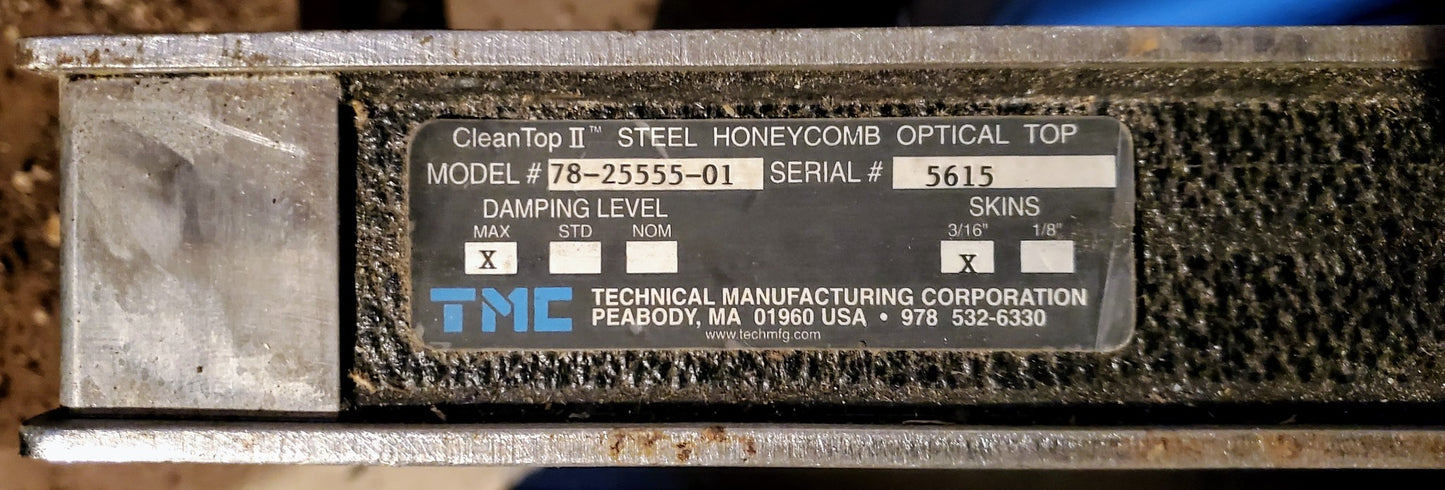 CleanTop II™ STEEL HONEYCOMB OPTICAL TOP
MODEL # 78-25555-01 SERIAL # 5615
DAMPING LEVEL SKINS
MAX STD NOM 3/16" 1/8"
X X
TMC TECHNICAL MANUFACTURING CORPORATION
PEABODY, MA 01960 USA • 978 532-6330
www.techmfg.com